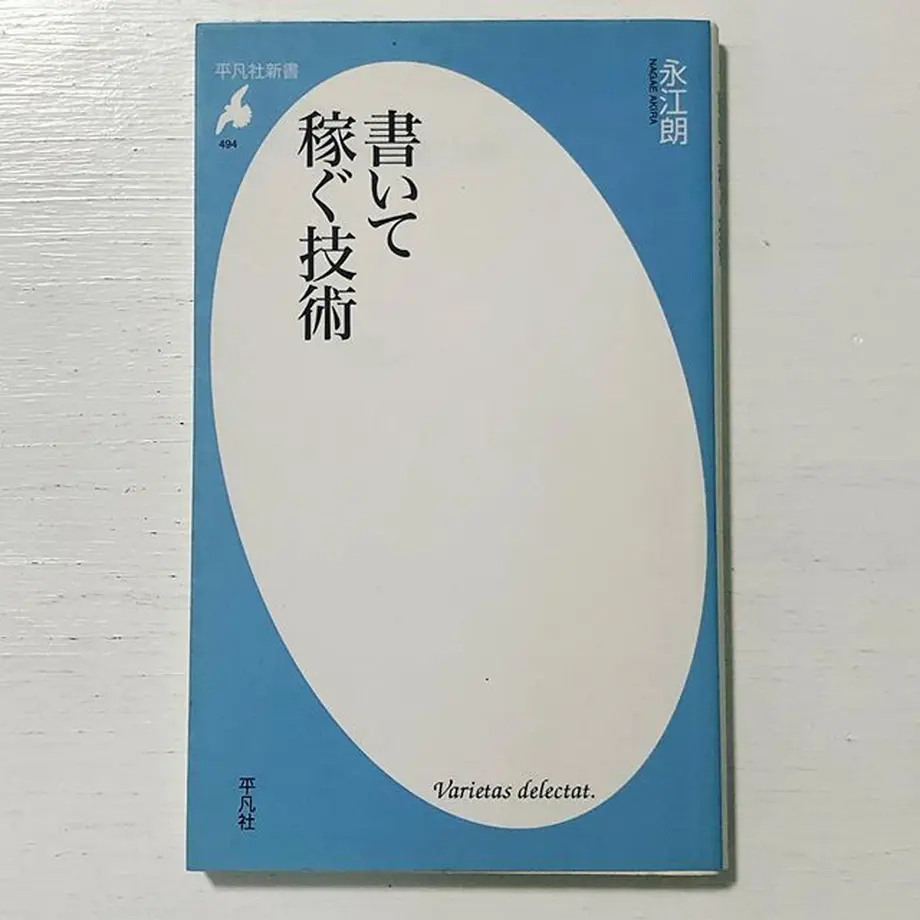 平凡社新書
494
書いて
稼ぐ技術
永江朗
NAGAE AKIRA
Varietas delectat.
平凡社